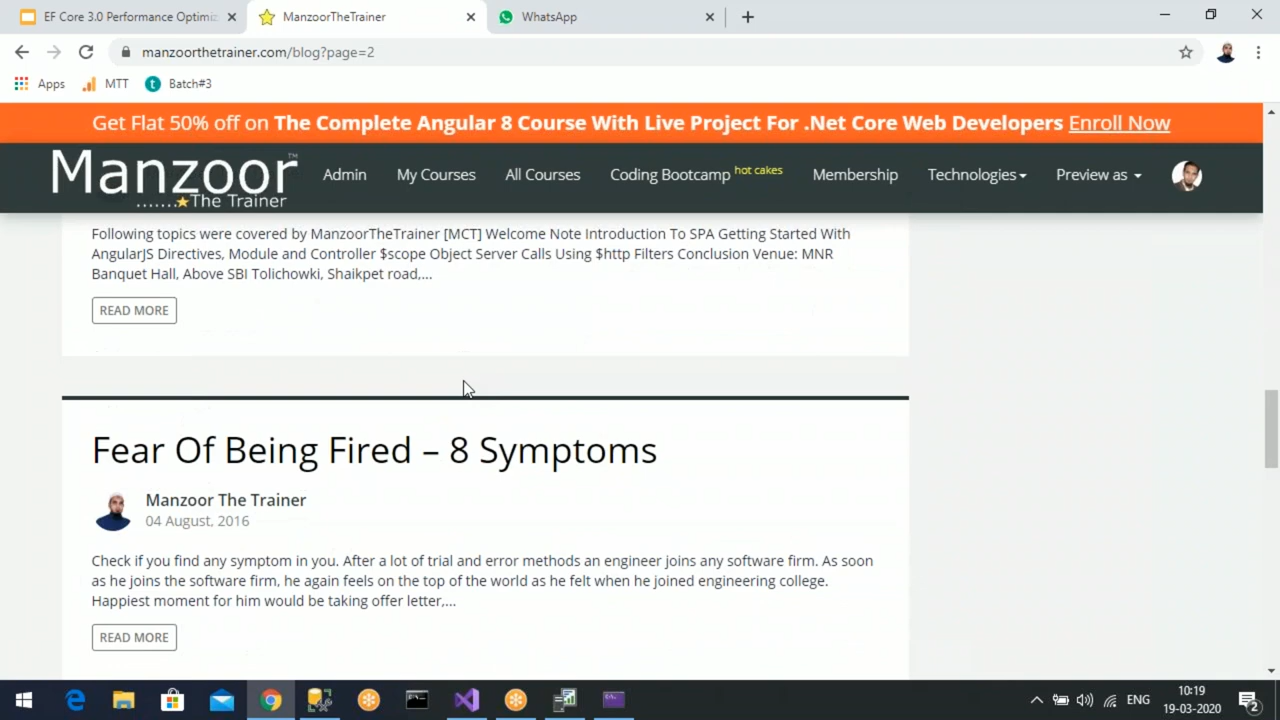 EF Core 3.0 Performance Optimiz
ManzoorTheTrainer
WhatsApp
manzoorthetrainer.com/blog?page=2
Apps
MTT
Batch#3
Get Flat 50% off on The Complete Angular 8 Course With Live Project For .Net Core Web Developers Enroll Now
Manzoor™
.......The Trainer
Admin
My Courses
All Courses
Coding Bootcamp hot cakes
Membership
Technologies
Preview as
Following topics were covered by ManzoorTheTrainer [MCT] Welcome Note Introduction To SPA Getting Started With
AngularJS Directives, Module and Controller $scope Object Server Calls Using $http Filters Conclusion Venue: MNR
Banquet Hall, Above SBI Tolichowki, Shaikpet road,...
READ MORE
Fear Of Being Fired – 8 Symptoms
Manzoor The Trainer
04 August, 2016
Check if you find any symptom in you. After a lot of trial and error methods an engineer joins any software firm. As soon
as he joins the software firm, he again feels on the top of the world as he felt when he joined engineering college.
Happiest moment for him would be taking offer letter,...
READ MORE
ENG
10:19
19-03-2020
2